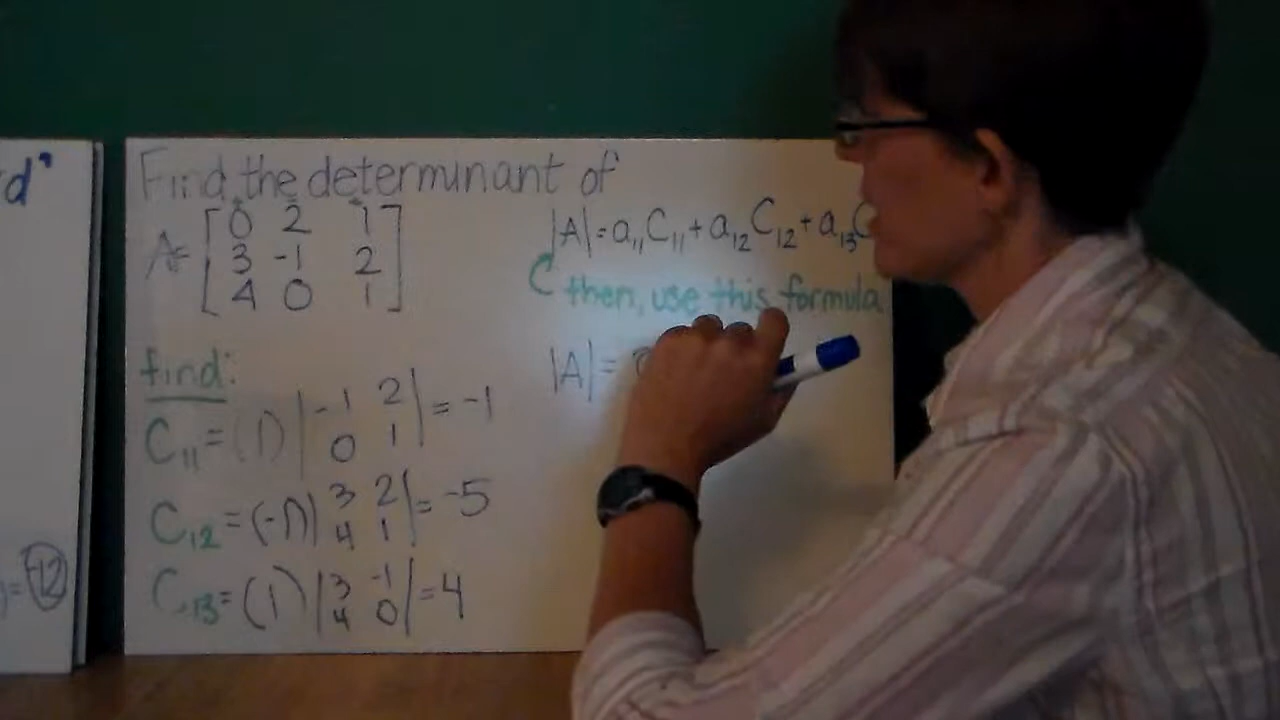 d"
Find the determinant of
A = [ 0 2 1
3 -1 2
4 0 1 ]
|A| = a₁₁C₁₁ + a₁₂C₁₂ + a₁₃C
then, use this formula
|A| =
find:
C₁₁ = (1) | -1 2
0 1 | = -1
C₁₂ = (-1) | 3 2
4 1 | = -5
C₁₃ = (1) | 3 -1
4 0 | = 4
) = -12